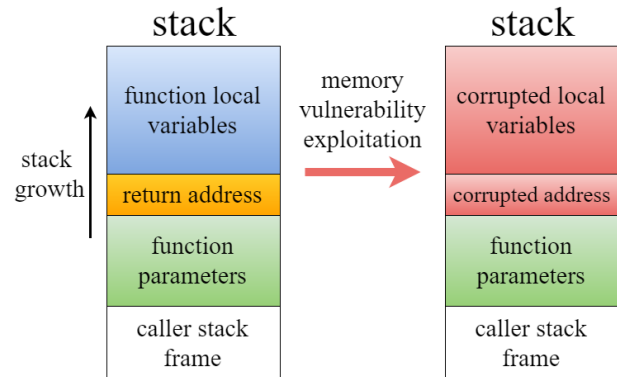 stack
function local
variables
return address
function
parameters
caller stack
frame
stack
growth
memory
vulnerability
exploitation
stack
corrupted local
variables
corrupted address
function
parameters
caller stack
frame